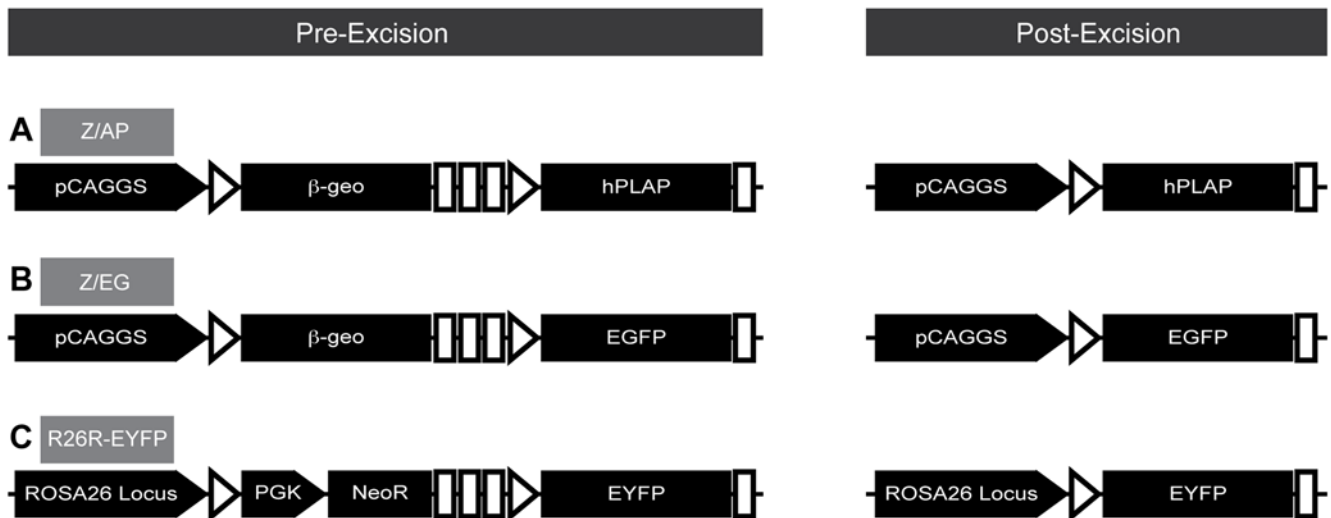 Pre-Excision Post-Excision
A Z/AP
pCAGGS β-geo hPLAP pCAGGS hPLAP
B Z/EG
pCAGGS β-geo EGFP pCAGGS EGFP
C R26R-EYFP
ROSA26 Locus PGK NeoR EYFP ROSA26 Locus EYFP